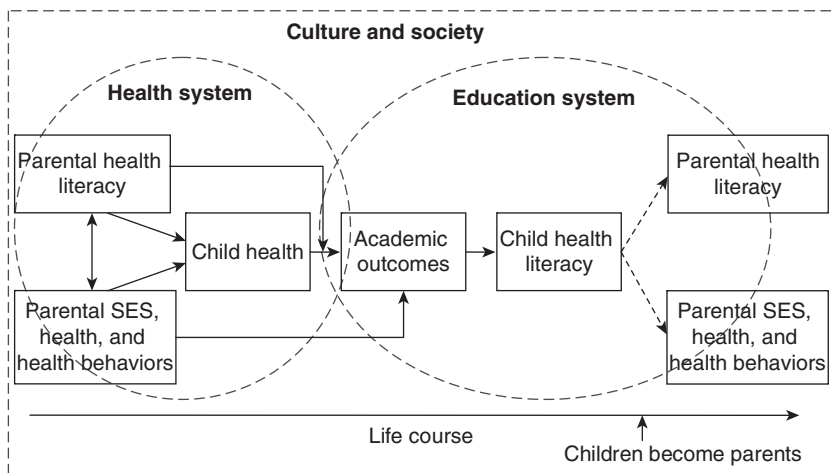 Culture and society
Health system
Education system
Parental health
literacy
Parental health
literacy
Child health
Academic
outcomes
Child health
literacy
Parental SES,
health, and
health behaviors
Parental SES,
health, and
health behaviors
Life course
Children become parents